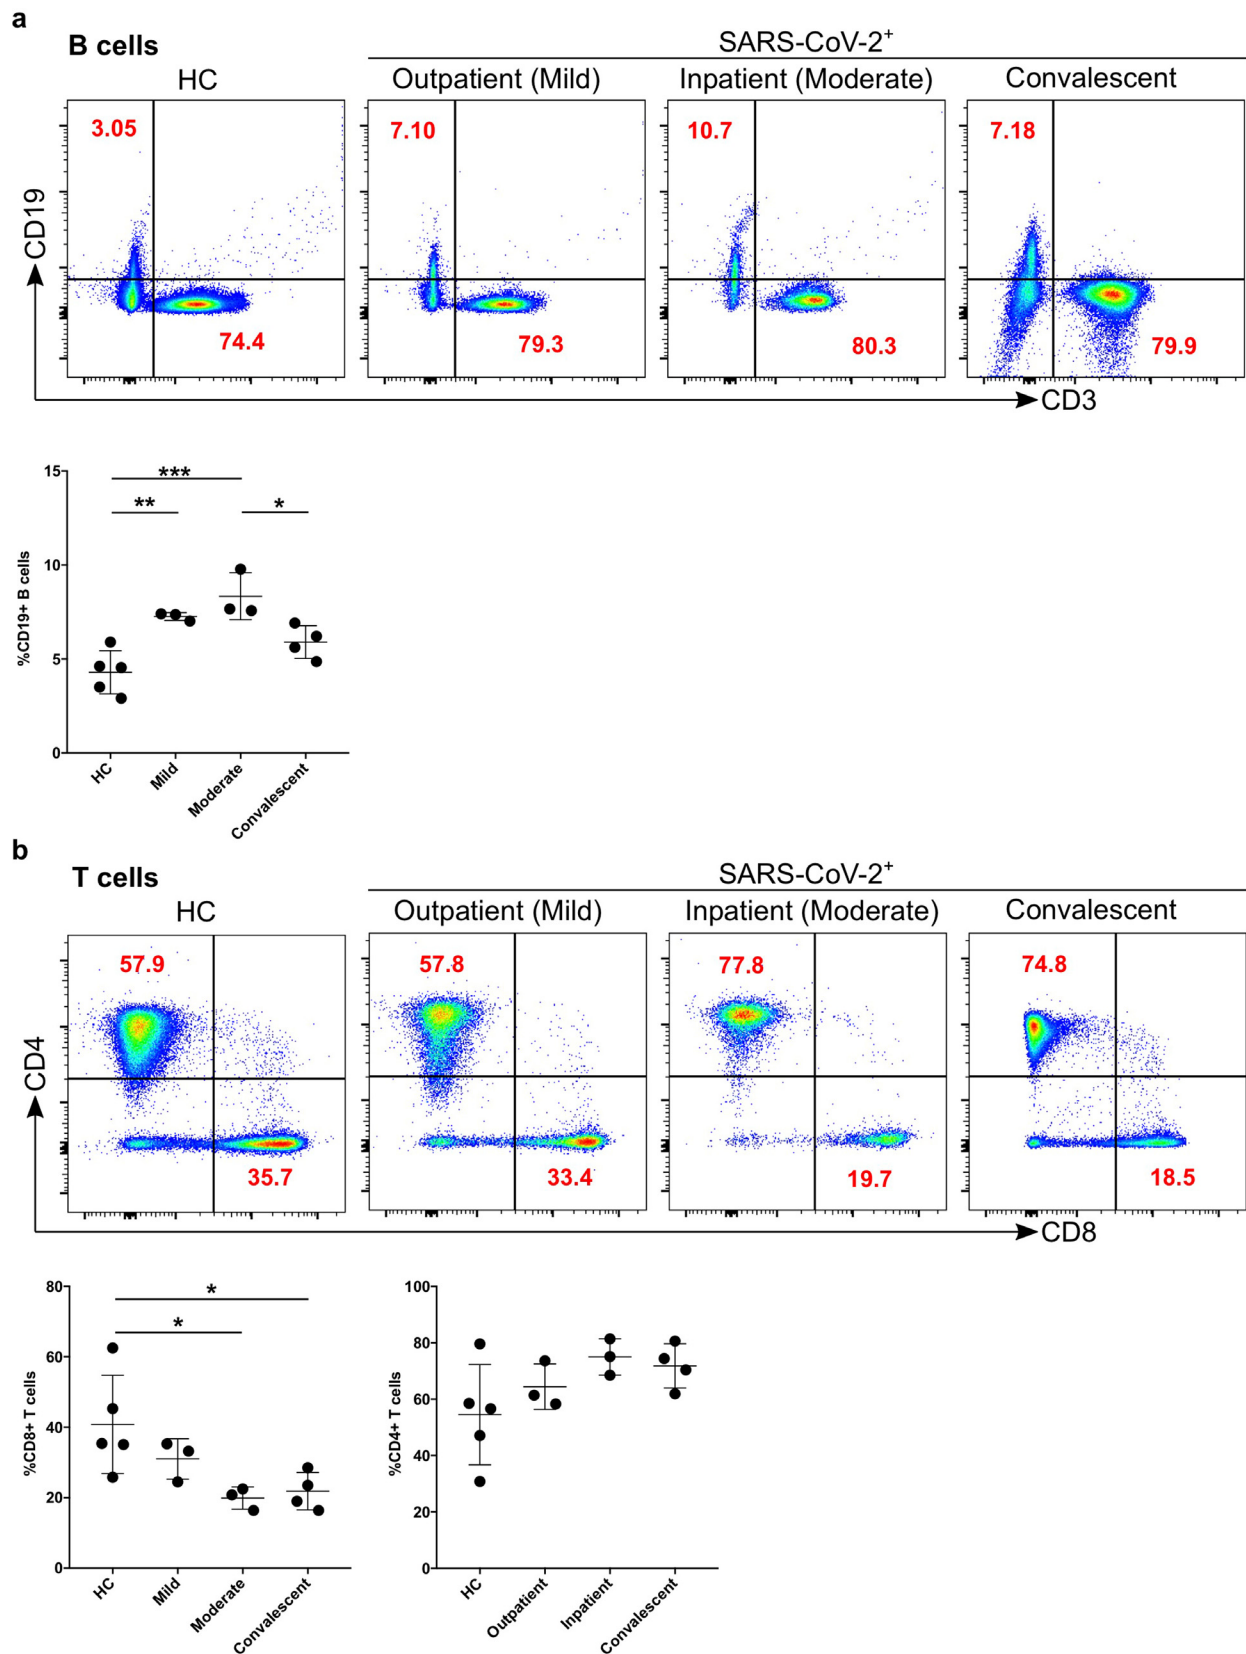 a
B cells
SARS-CoV-2+
HC
Outpatient (Mild)
Inpatient (Moderate)
Convalescent
3.05
7.10
10.7
7.18
CD19
74.4
79.3
80.3
79.9
CD3
15
10
5
0
%CD19+ B cells
***
**
*
HC
Mild
Moderate
Convalescent
b
T cells
SARS-CoV-2+
HC
Outpatient (Mild)
Inpatient (Moderate)
Convalescent
57.9
57.8
77.8
74.8
CD4
35.7
33.4
19.7
18.5
CD8
80
60
40
20
0
%CD8+ T cells
*
*
HC
Mild
Moderate
Convalescent
100
80
60
40
20
0
%CD4+ T cells
HC
Outpatient
Inpatient
Convalescent